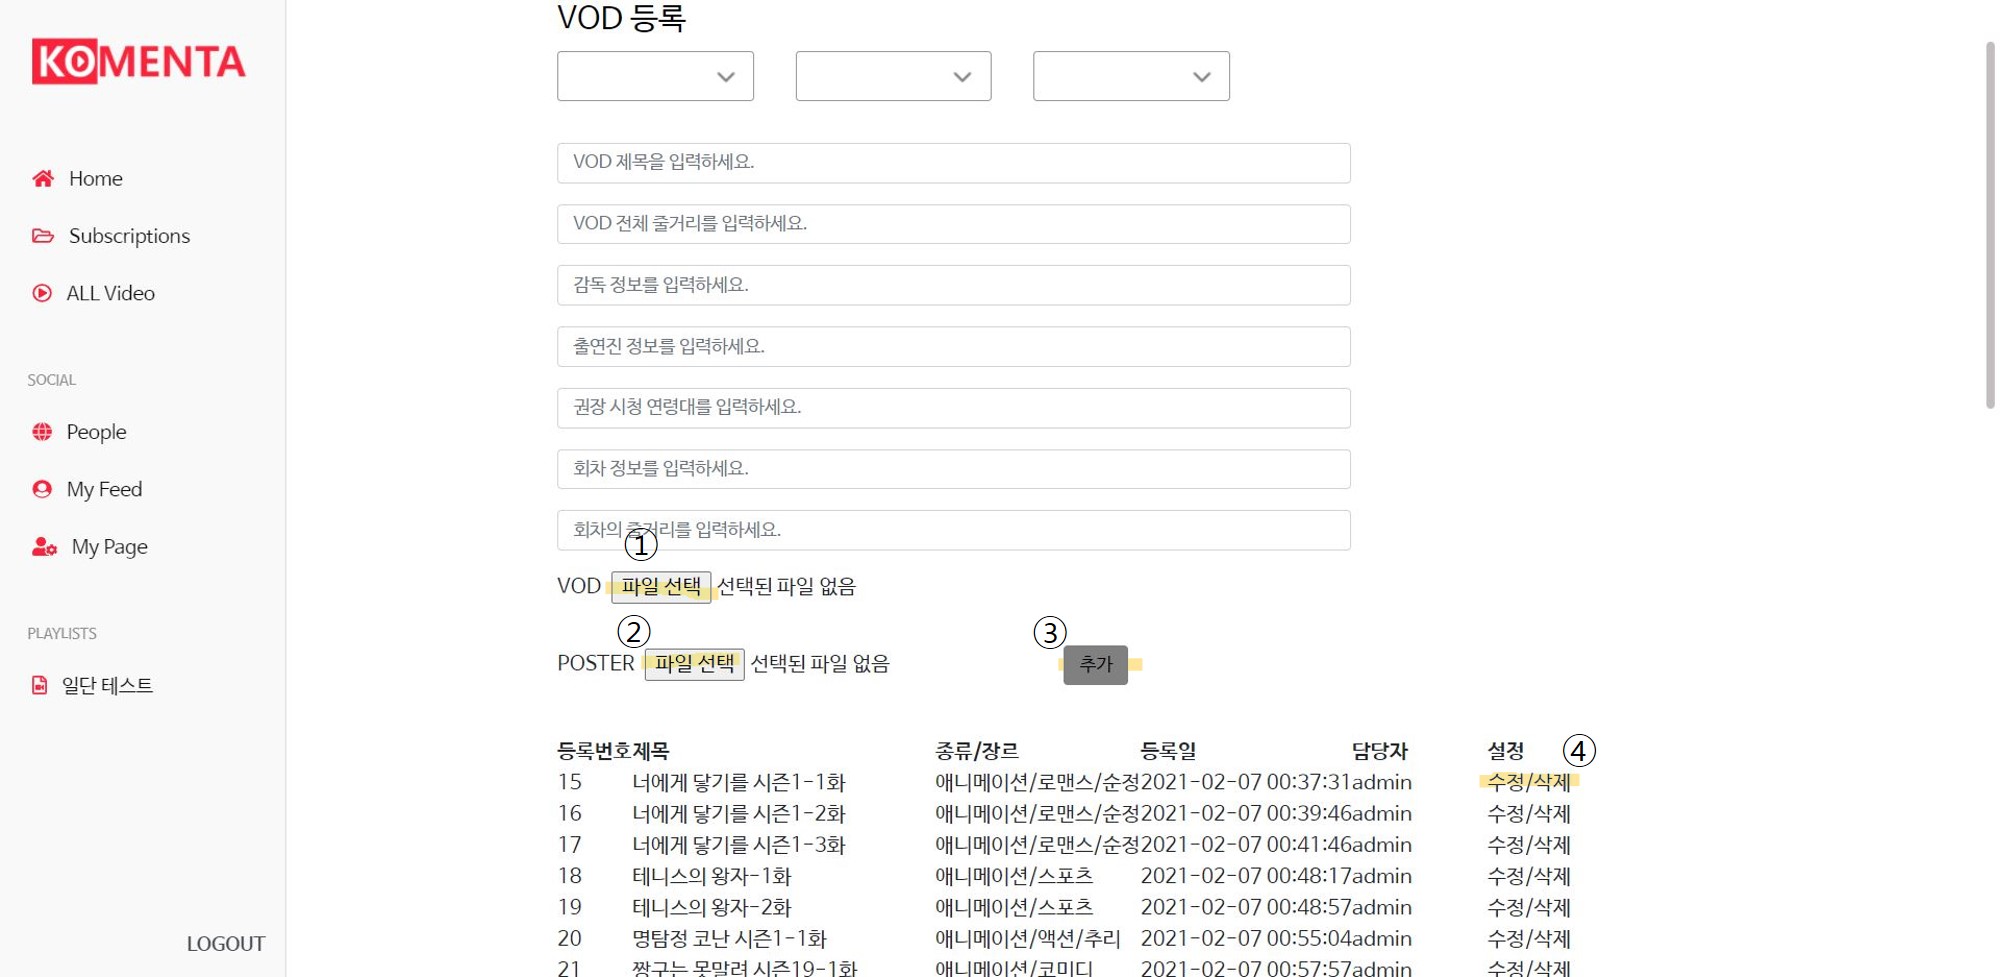 KOMENTA
Home
Subscriptions
ALL Video
SOCIAL
People
My Feed
My Page
PLAYLISTS
일단 테스트
LOGOUT
VOD 등록
VOD 제목을 입력하세요.
VOD 전체 줄거리를 입력하세요.
감독 정보를 입력하세요.
출연진 정보를 입력하세요.
권장 시청 연령대를 입력하세요.
회차 정보를 입력하세요.
회차의 줄거리를 입력하세요.
①
VOD 파일 선택 선택된 파일 없음
② ③
POSTER 파일 선택 선택된 파일 없음 추가
등록번호 제목 종류/장르 등록일 담당자 설정 ④
15 너에게 닿기를 시즌1-1화 애니메이션/로맨스/순정 2021-02-07 00:37:31 admin 수정/삭제
16 너에게 닿기를 시즌1-2화 애니메이션/로맨스/순정 2021-02-07 00:39:46 admin 수정/삭제
17 너에게 닿기를 시즌1-3화 애니메이션/로맨스/순정 2021-02-07 00:41:46 admin 수정/삭제
18 테니스의 왕자-1화 애니메이션/스포츠 2021-02-07 00:48:17 admin 수정/삭제
19 테니스의 왕자-2화 애니메이션/스포츠 2021-02-07 00:48:57 admin 수정/삭제
20 명탐정 코난 시즌1-1화 애니메이션/액션/추리 2021-02-07 00:55:04 admin 수정/삭제
21 짱구는 못말려 시즌19-1화 애니메이션/코미디 2021-02-07 00:57:57 admin 수정/삭제